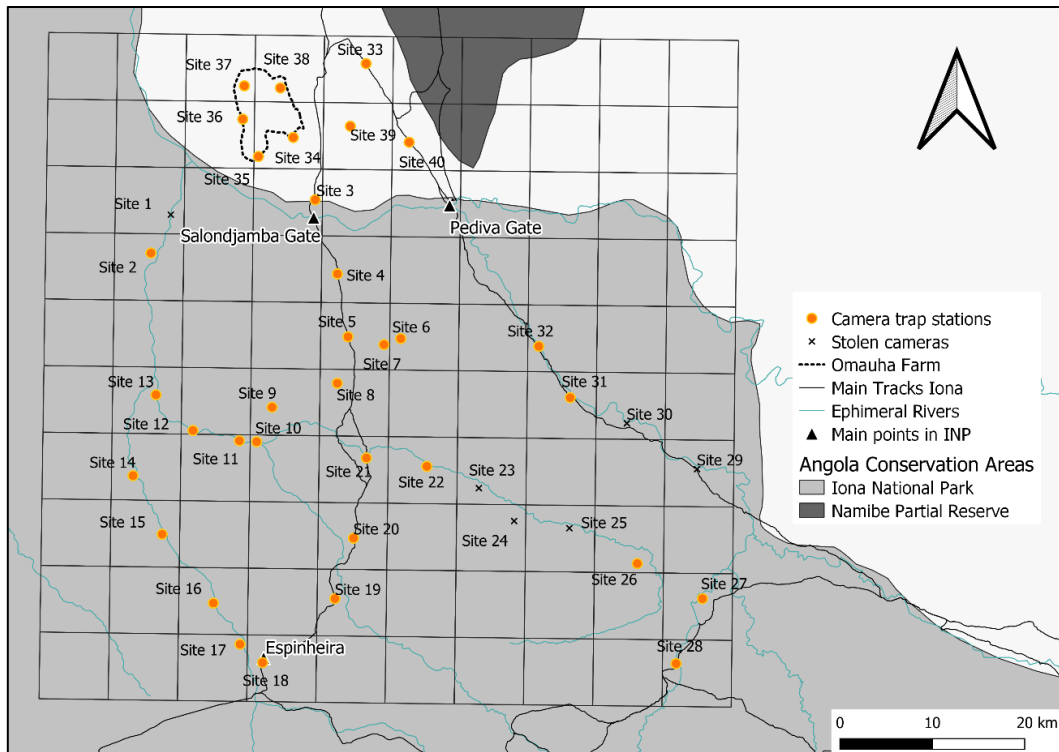 Site 33
Site 37
Site 38
Site 36
Site 39
Site 34
Site 40
Site 35
Site 3
Site 1
Salondjamba Gate
Pediva Gate
Site 2
Site 4
Site 5
Site 6
Site 7
Site 32
Site 13
Site 9
Site 8
Site 31
Site 30
Site 12
Site 10
Site 11
Site 14
Site 21
Site 22
Site 23
Site 29
Site 15
Site 20
Site 24
Site 25
Site 26
Site 27
Site 16
Site 19
Site 17
Espinheira
Site 28
Site 18
Camera trap stations
Stolen cameras
Omauha Farm
Main Tracks Iona
Ephimeral Rivers
Main points in INP
Angola Conservation Areas
Iona National Park
Namibe Partial Reserve
0 10 20 km